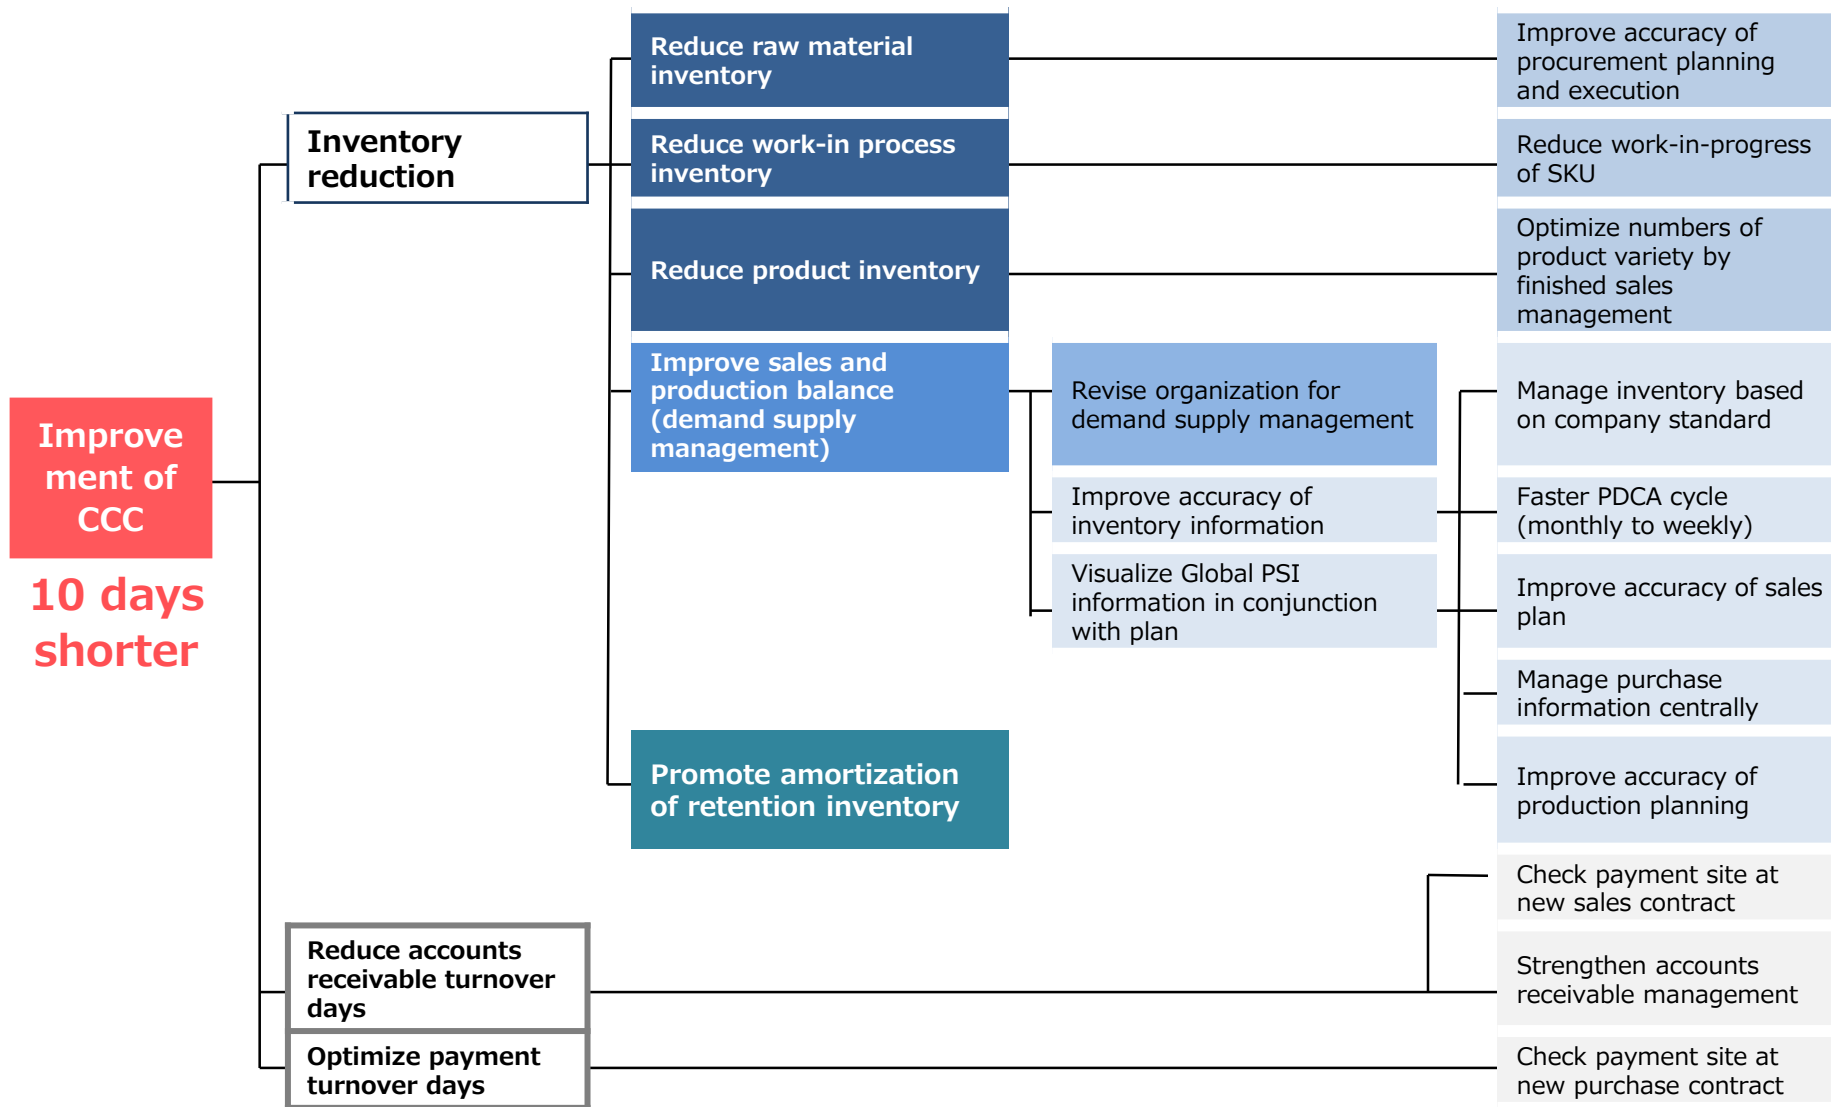 Improve
ment of
CCC
10 days
shorter
Inventory
reduction
Reduce accounts
receivable turnover
days
Optimize payment
turnover days
Reduce raw material
inventory
Reduce work-in process
inventory
Reduce product inventory
Improve sales and
production balance
(demand supply
management)
Promote amortization
of retention inventory
Revise organization for
demand supply management
Improve accuracy of
inventory information
Visualize Global PSI
information in conjunction
with plan
Improve accuracy of
procurement planning
and execution
Reduce work-in-progress
of SKU
Optimize numbers of
product variety by
finished sales
management
Manage inventory based
on company standard
Faster PDCA cycle
(monthly to weekly)
Improve accuracy of sales
plan
Manage purchase
information centrally
Improve accuracy of
production planning
Check payment site at
new sales contract
Strengthen accounts
receivable management
Check payment site at
new purchase contract